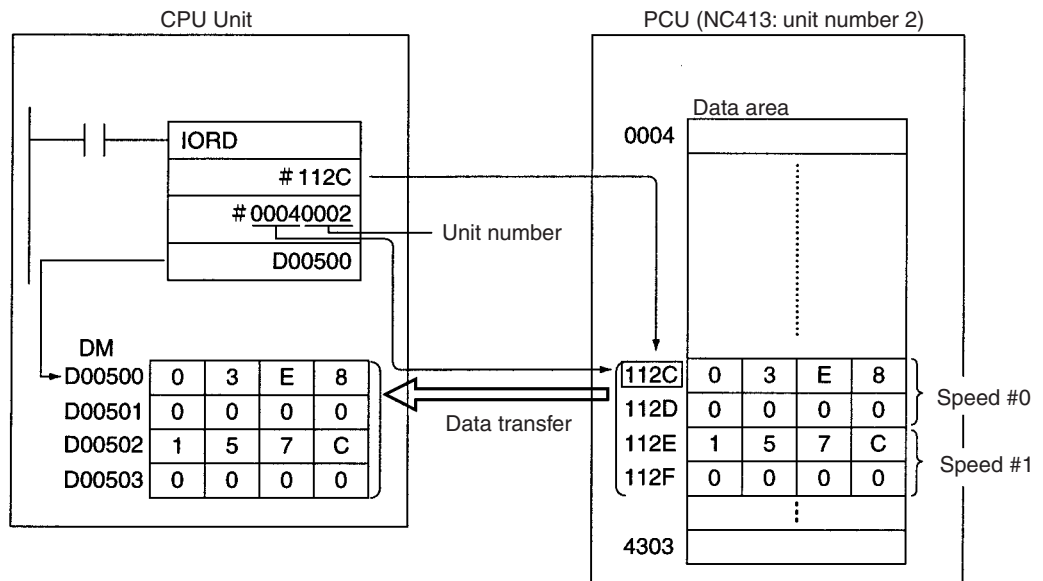 CPU Unit
PCU (NC413: unit number 2)
IORD
#112C
#00040002
D00500
Unit number
DM
D00500 0 3 E 8
D00501 0 0 0 0
D00502 1 5 7 C
D00503 0 0 0 0
Data transfer
Data area
0004
112C 0 3 E 8
112D 0 0 0 0
112E 1 5 7 C
112F 0 0 0 0
4303
Speed #0
Speed #1